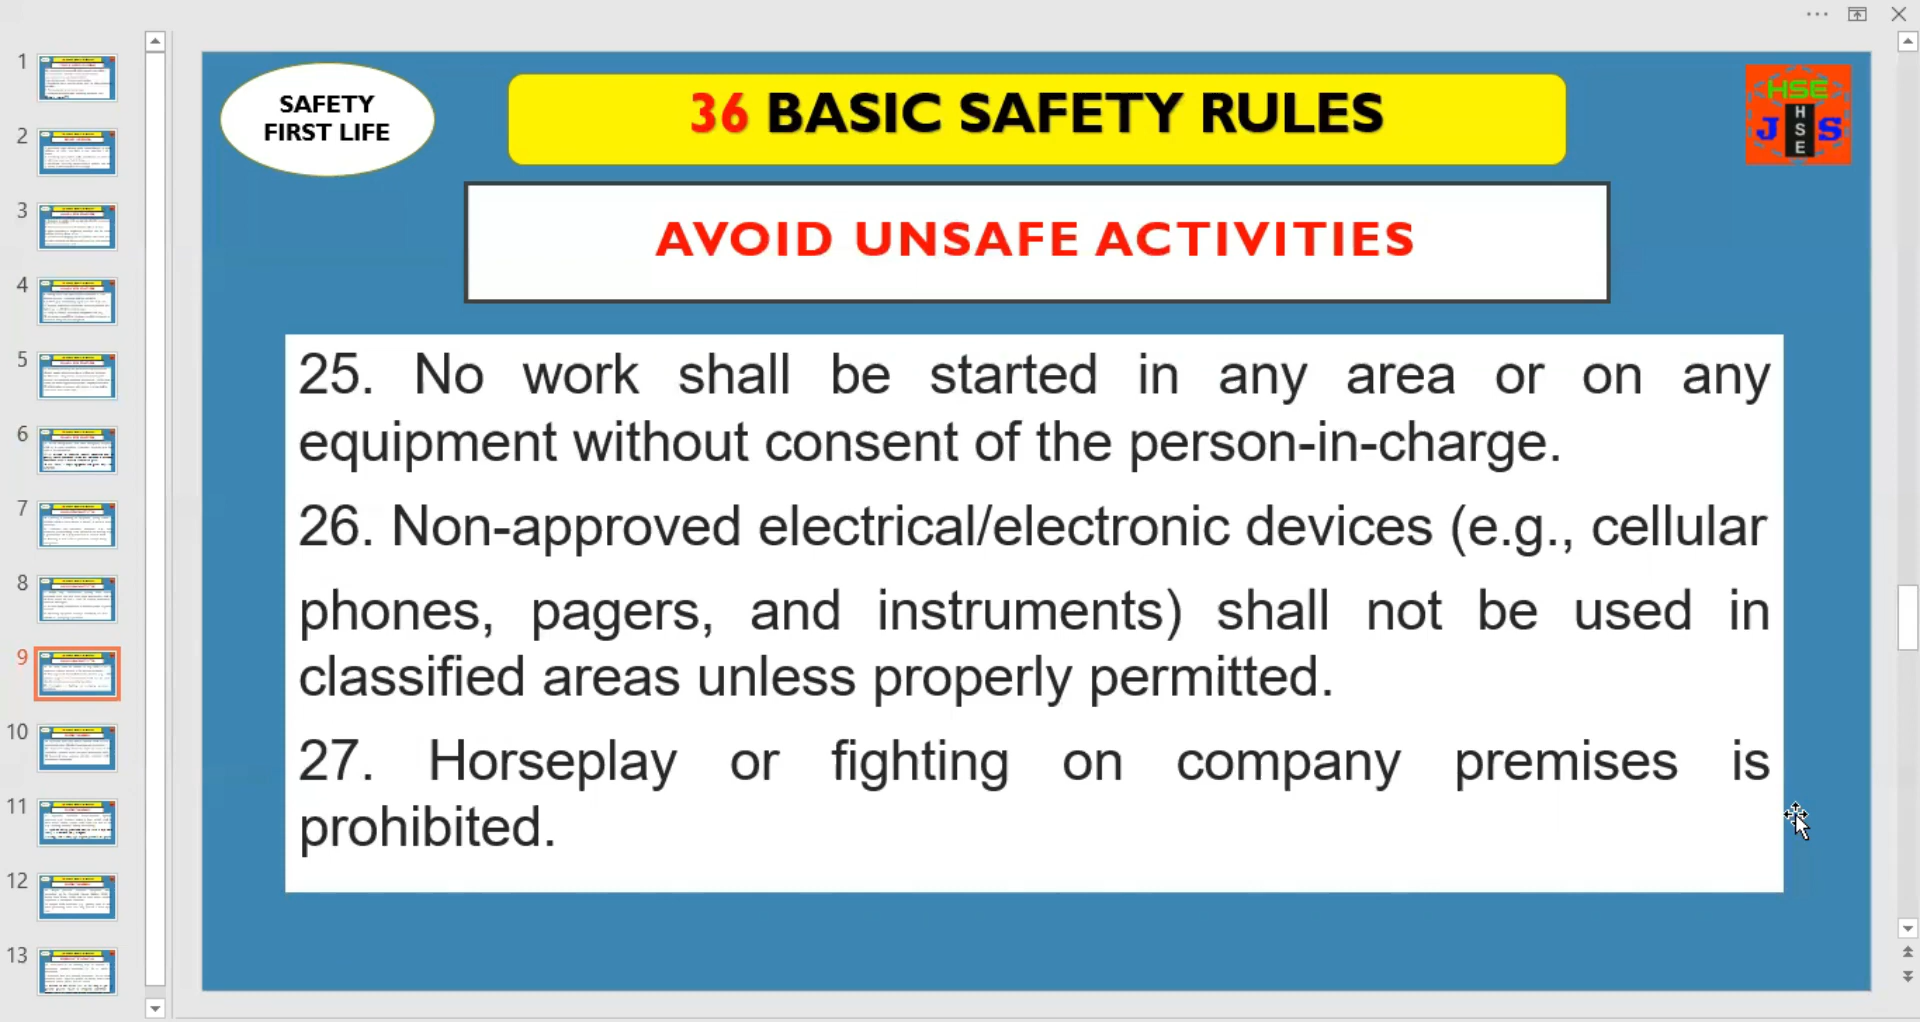 SAFETY
FIRST LIFE
36 BASIC SAFETY RULES
HSE
J HSE S
AVOID UNSAFE ACTIVITIES
25. No work shall be started in any area or on any
equipment without consent of the person-in-charge.
26. Non-approved electrical/electronic devices (e.g., cellular
phones, pagers, and instruments) shall not be used in
classified areas unless properly permitted.
27. Horseplay or fighting on company premises is
prohibited.
1
2
3
4
5
6
7
8
9
10
11
12
13